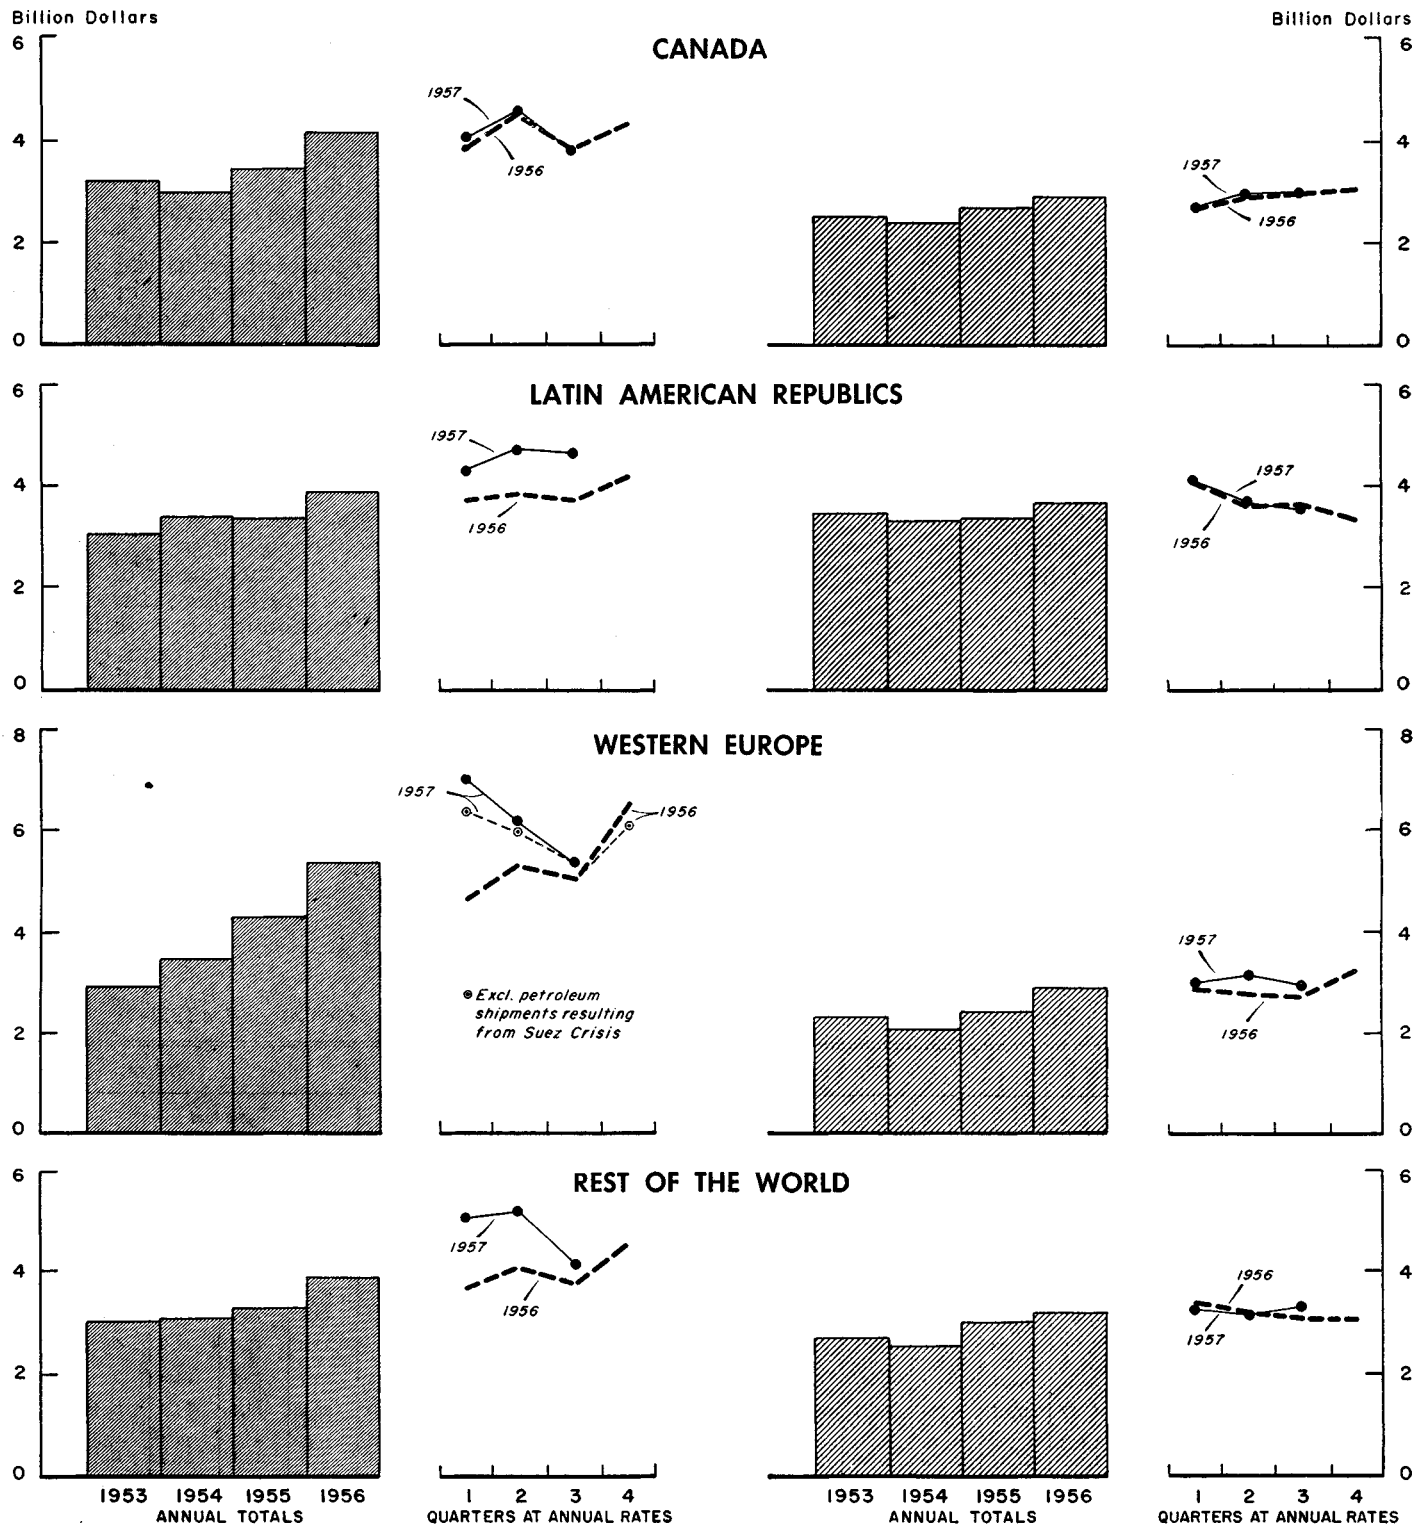 Billion Dollars
Billion Dollars
CANADA
6
4
2
0
1957
1956
1957
1956
6
4
2
0
LATIN AMERICAN REPUBLICS
6
4
2
0
1957
1956
1957
1956
6
4
2
0
WESTERN EUROPE
8
6
4
2
0
1957
1956
Excl. petroleum
shipments resulting
from Suez Crisis
1957
1956
8
6
4
2
0
REST OF THE WORLD
6
4
2
0
1957
1956
1956
1957
6
4
2
0
1953 1954 1955 1956
ANNUAL TOTALS
1 2 3 4
QUARTERS AT ANNUAL RATES
1953 1954 1955 1956
ANNUAL TOTALS
1 2 3 4
QUARTERS AT ANNUAL RATES